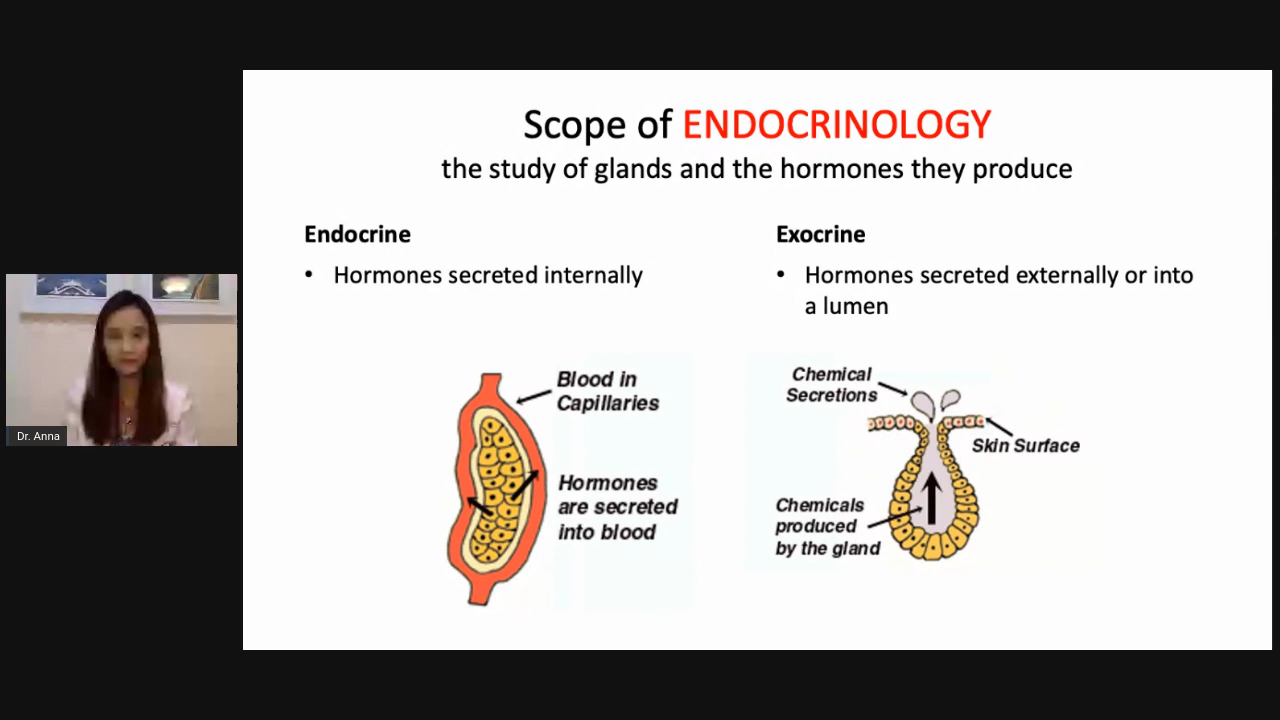 Scope of ENDOCRINOLOGY
the study of glands and the hormones they produce
Endocrine
• Hormones secreted internally
Exocrine
• Hormones secreted externally or into
a lumen
Blood in
Capillaries
Hormones
are secreted
into blood
Chemical
Secretions
Skin Surface
Chemicals
produced
by the gland
Dr. Anna